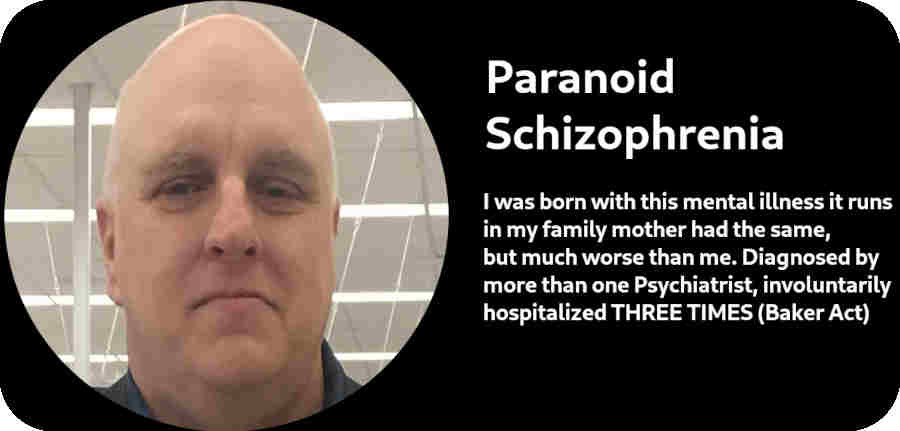 Paranoid
Schizophrenia
I was born with this mental illness it runs
in my family mother had the same,
but much worse than me. Diagnosed by
more than one Psychiatrist, involuntarily
hospitalized THREE TIMES (Baker Act)